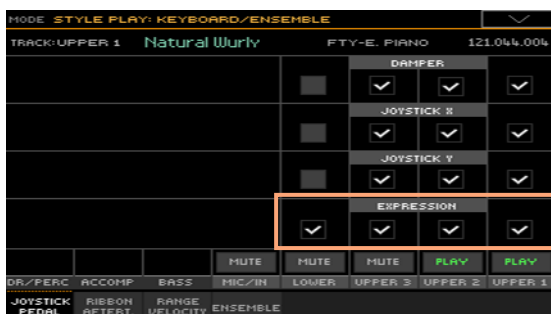 MODE STYLE PLAY: KEYBOARD/ENSEMBLE
TRACK: UPPER 1 Natural Wurly FTY-E. PIANO 121.044.004
DAMPER
JOYSTICK X
JOYSTICK Y
EXPRESSION
MUTE MUTE MUTE PLAY PLAY
DR/PERC ACCOMP BASS MIC/IN LOWER UPPER 3 UPPER 2 UPPER 1
JOYSTICK PEDAL RIBBON AFTERT. RANGE VELOCITY ENSEMBLE